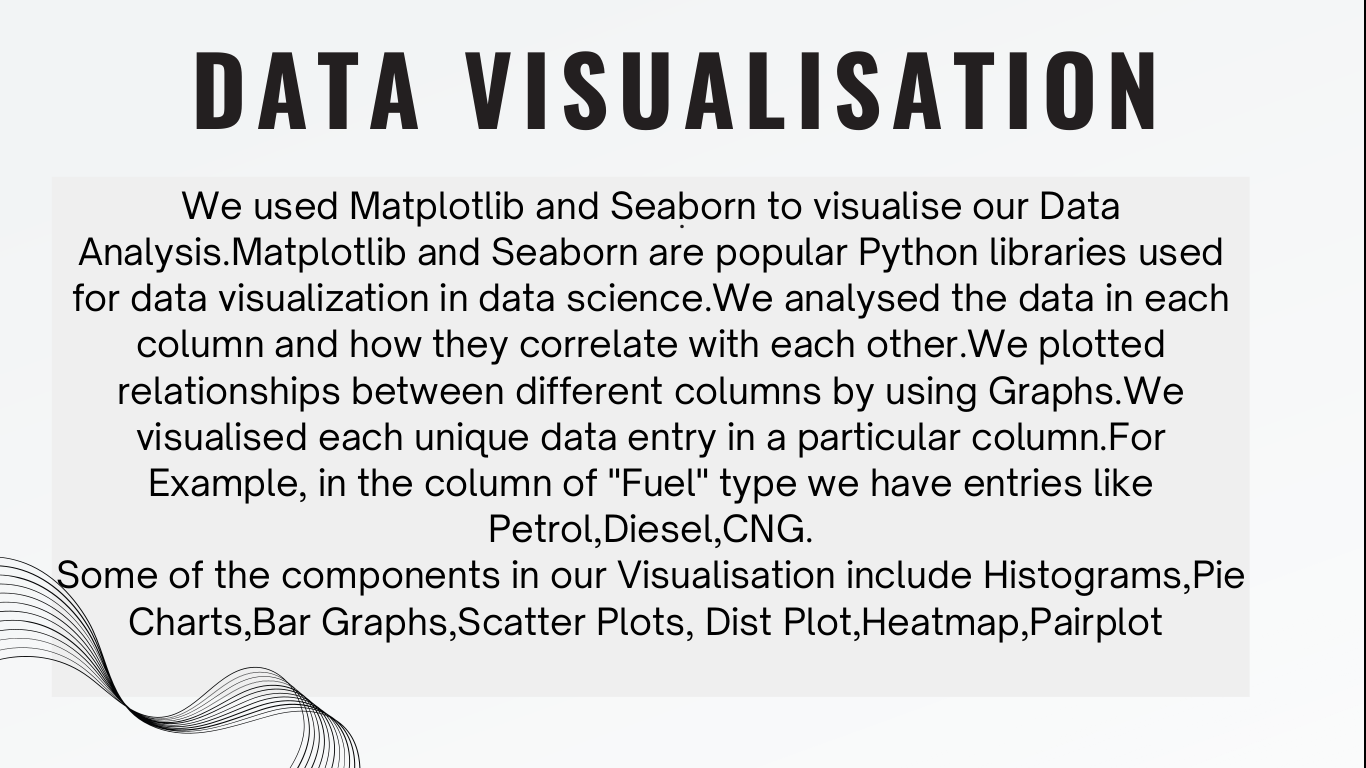 DATA VISUALISATION
We used Matplotlib and Seaborn to visualise our Data
Analysis.Matplotlib and Seaborn are popular Python libraries used
for data visualization in data science.We analysed the data in each
column and how they correlate with each other.We plotted
relationships between different columns by using Graphs.We
visualised each unique data entry in a particular column.For
Example, in the column of "Fuel" type we have entries like
Petrol,Diesel,CNG.
Some of the components in our Visualisation include Histograms,Pie
Charts,Bar Graphs,Scatter Plots, Dist Plot,Heatmap,Pairplot